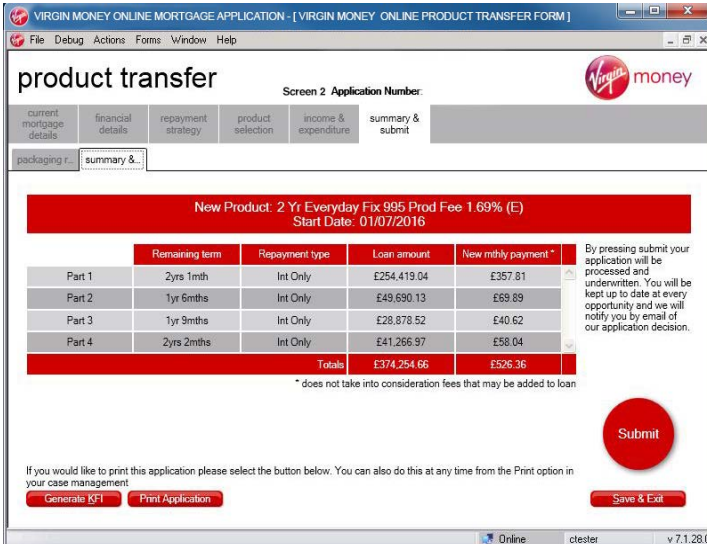 VIRGIN MONEY ONLINE MORTGAGE APPLICATION - [ VIRGIN MONEY ONLINE PRODUCT TRANSFER FORM ]
File Debug Actions Forms Window Help
product transfer
Screen 2 Application Number:
Virgin money
current mortgage details
financial details
repayment strategy
product selection
income & expenditure
summary & submit
packaging r...
summary &...
New Product: 2 Yr Everyday Fix 995 Prod Fee 1.69% (E)
Start Date: 01/07/2016
Remaining term Repayment type Loan amount New mthly payment *
Part 1 2yrs 1mth Int Only £254,419.04 £357.81
Part 2 1yr 6mths Int Only £49,690.13 £69.89
Part 3 1yr 9mths Int Only £28,878.52 £40.62
Part 4 2yrs 2mths Int Only £41,266.97 £58.04
Totals £374,254.66 £526.36
* does not take into consideration fees that may be added to loan
By pressing submit your
application will be
processed and
underwritten. You will be
kept up to date at every
opportunity and we will
notify you by email of
our application decision.
Submit
If you would like to print this application please select the button below. You can also do this at any time from the Print option in
your case management
Generate KFI Print Application
Save & Exit
Online ctester v 7.1.28.0